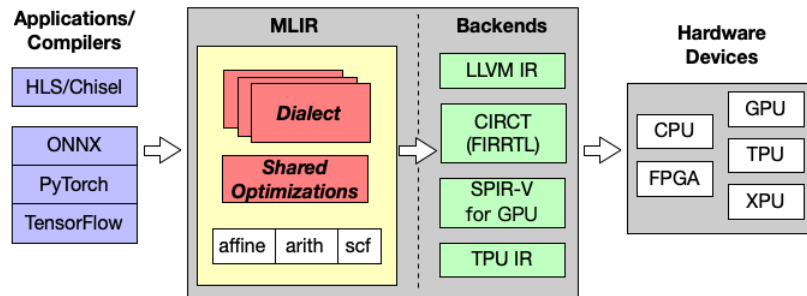 Applications/
Compilers
HLS/Chisel
ONNX
PyTorch
TensorFlow
MLIR
Dialect
Shared
Optimizations
affine arith scf
Backends
LLVM IR
CIRCT
(FIRRTL)
SPIR-V
for GPU
TPU IR
Hardware
Devices
CPU
FPGA
GPU
TPU
XPU